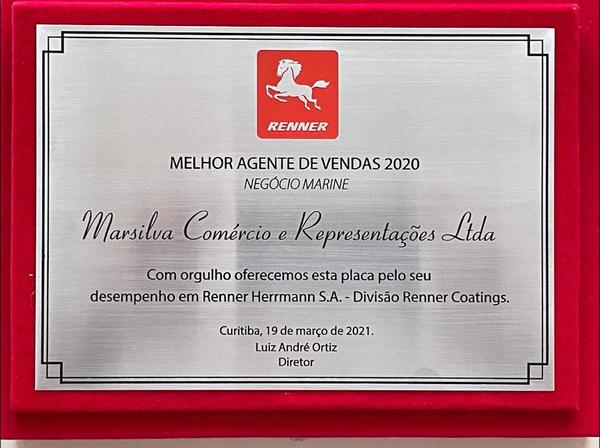 RENNER
MELHOR AGENTE DE VENDAS 2020
NEGÓCIO MARINE
Marsilva Comércio e Representações Ltda
Com orgulho oferecemos esta placa pelo seu
desempenho em Renner Herrmann S.A. - Divisão Renner Coatings.
Curitiba, 19 de março de 2021.
Luiz André Ortiz
Diretor